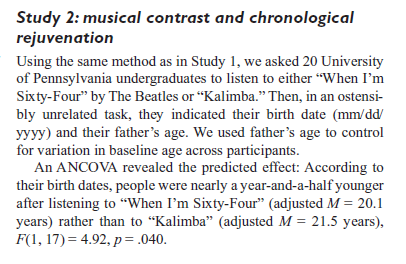 Study 2: musical contrast and chronological
rejuvenation
Using the same method as in Study 1, we asked 20 University
of Pennsylvania undergraduates to listen to either “When I’m
Sixty-Four” by The Beatles or “Kalimba.” Then, in an ostensi-
bly unrelated task, they indicated their birth date (mm/dd/
yyyy) and their father’s age. We used father’s age to control
for variation in baseline age across participants.
An ANCOVA revealed the predicted effect: According to
their birth dates, people were nearly a year-and-a-half younger
after listening to “When I’m Sixty-Four” (adjusted M = 20.1
years) rather than to “Kalimba” (adjusted M = 21.5 years),
F(1, 17) = 4.92, p = .040.